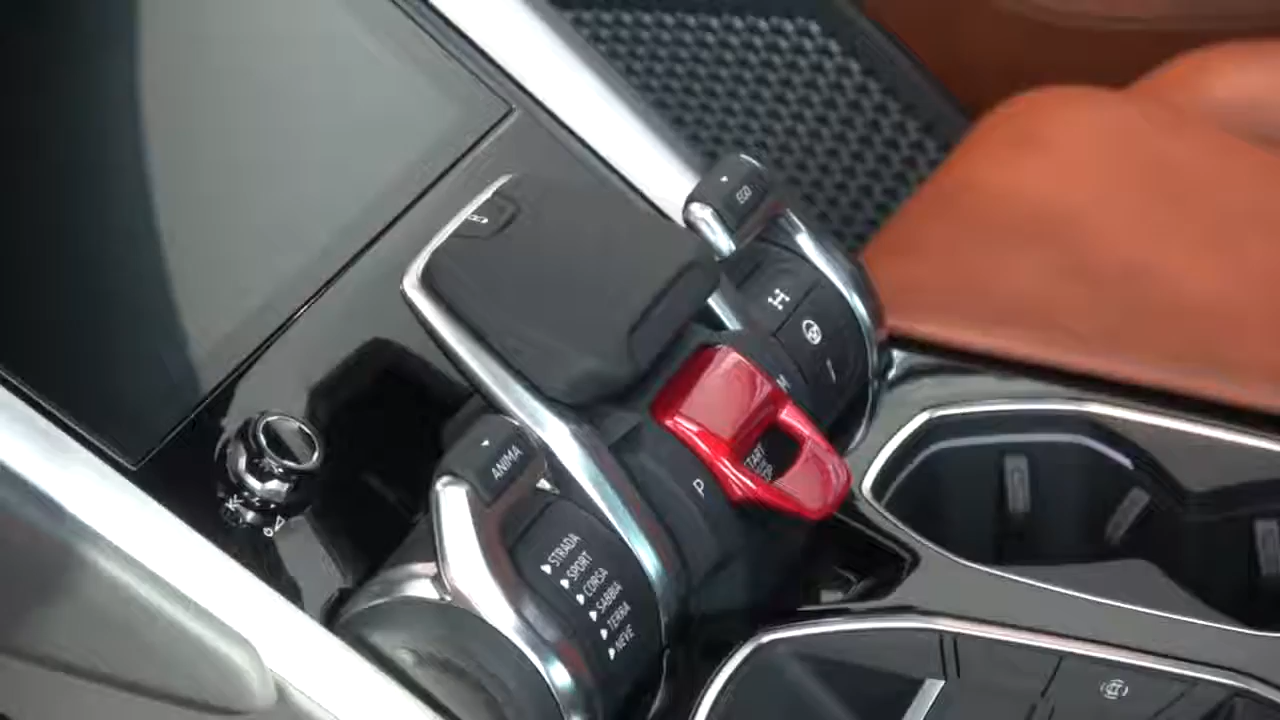 EGO
M
START
P
ANIMA
STRADA
SPORT
CORSA
SABBIA
TERRA
NEVE